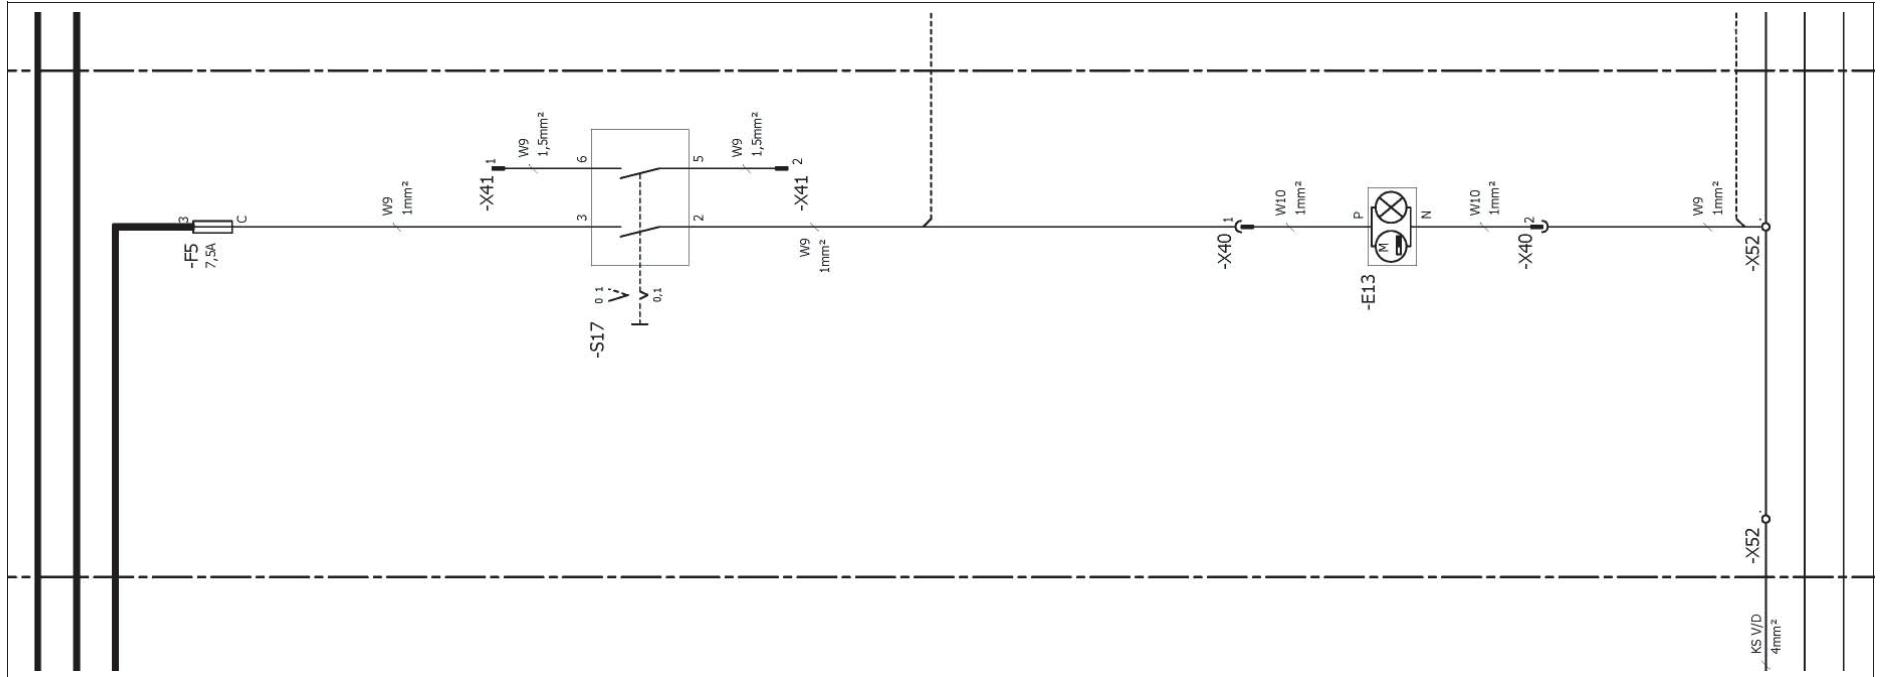 -F5
7,5A
3
C
W9
1mm²
-X41
1
W9
1,5mm²
6
5
W9
1,5mm²
-X41
2
3
2
W9
1mm²
-S17
0 1
0,1
-X40
1
W10
1mm²
P
M
N
-E13
W10
1mm²
-X40
2
W9
1mm²
-X52
-X52
KS V/D
4mm²